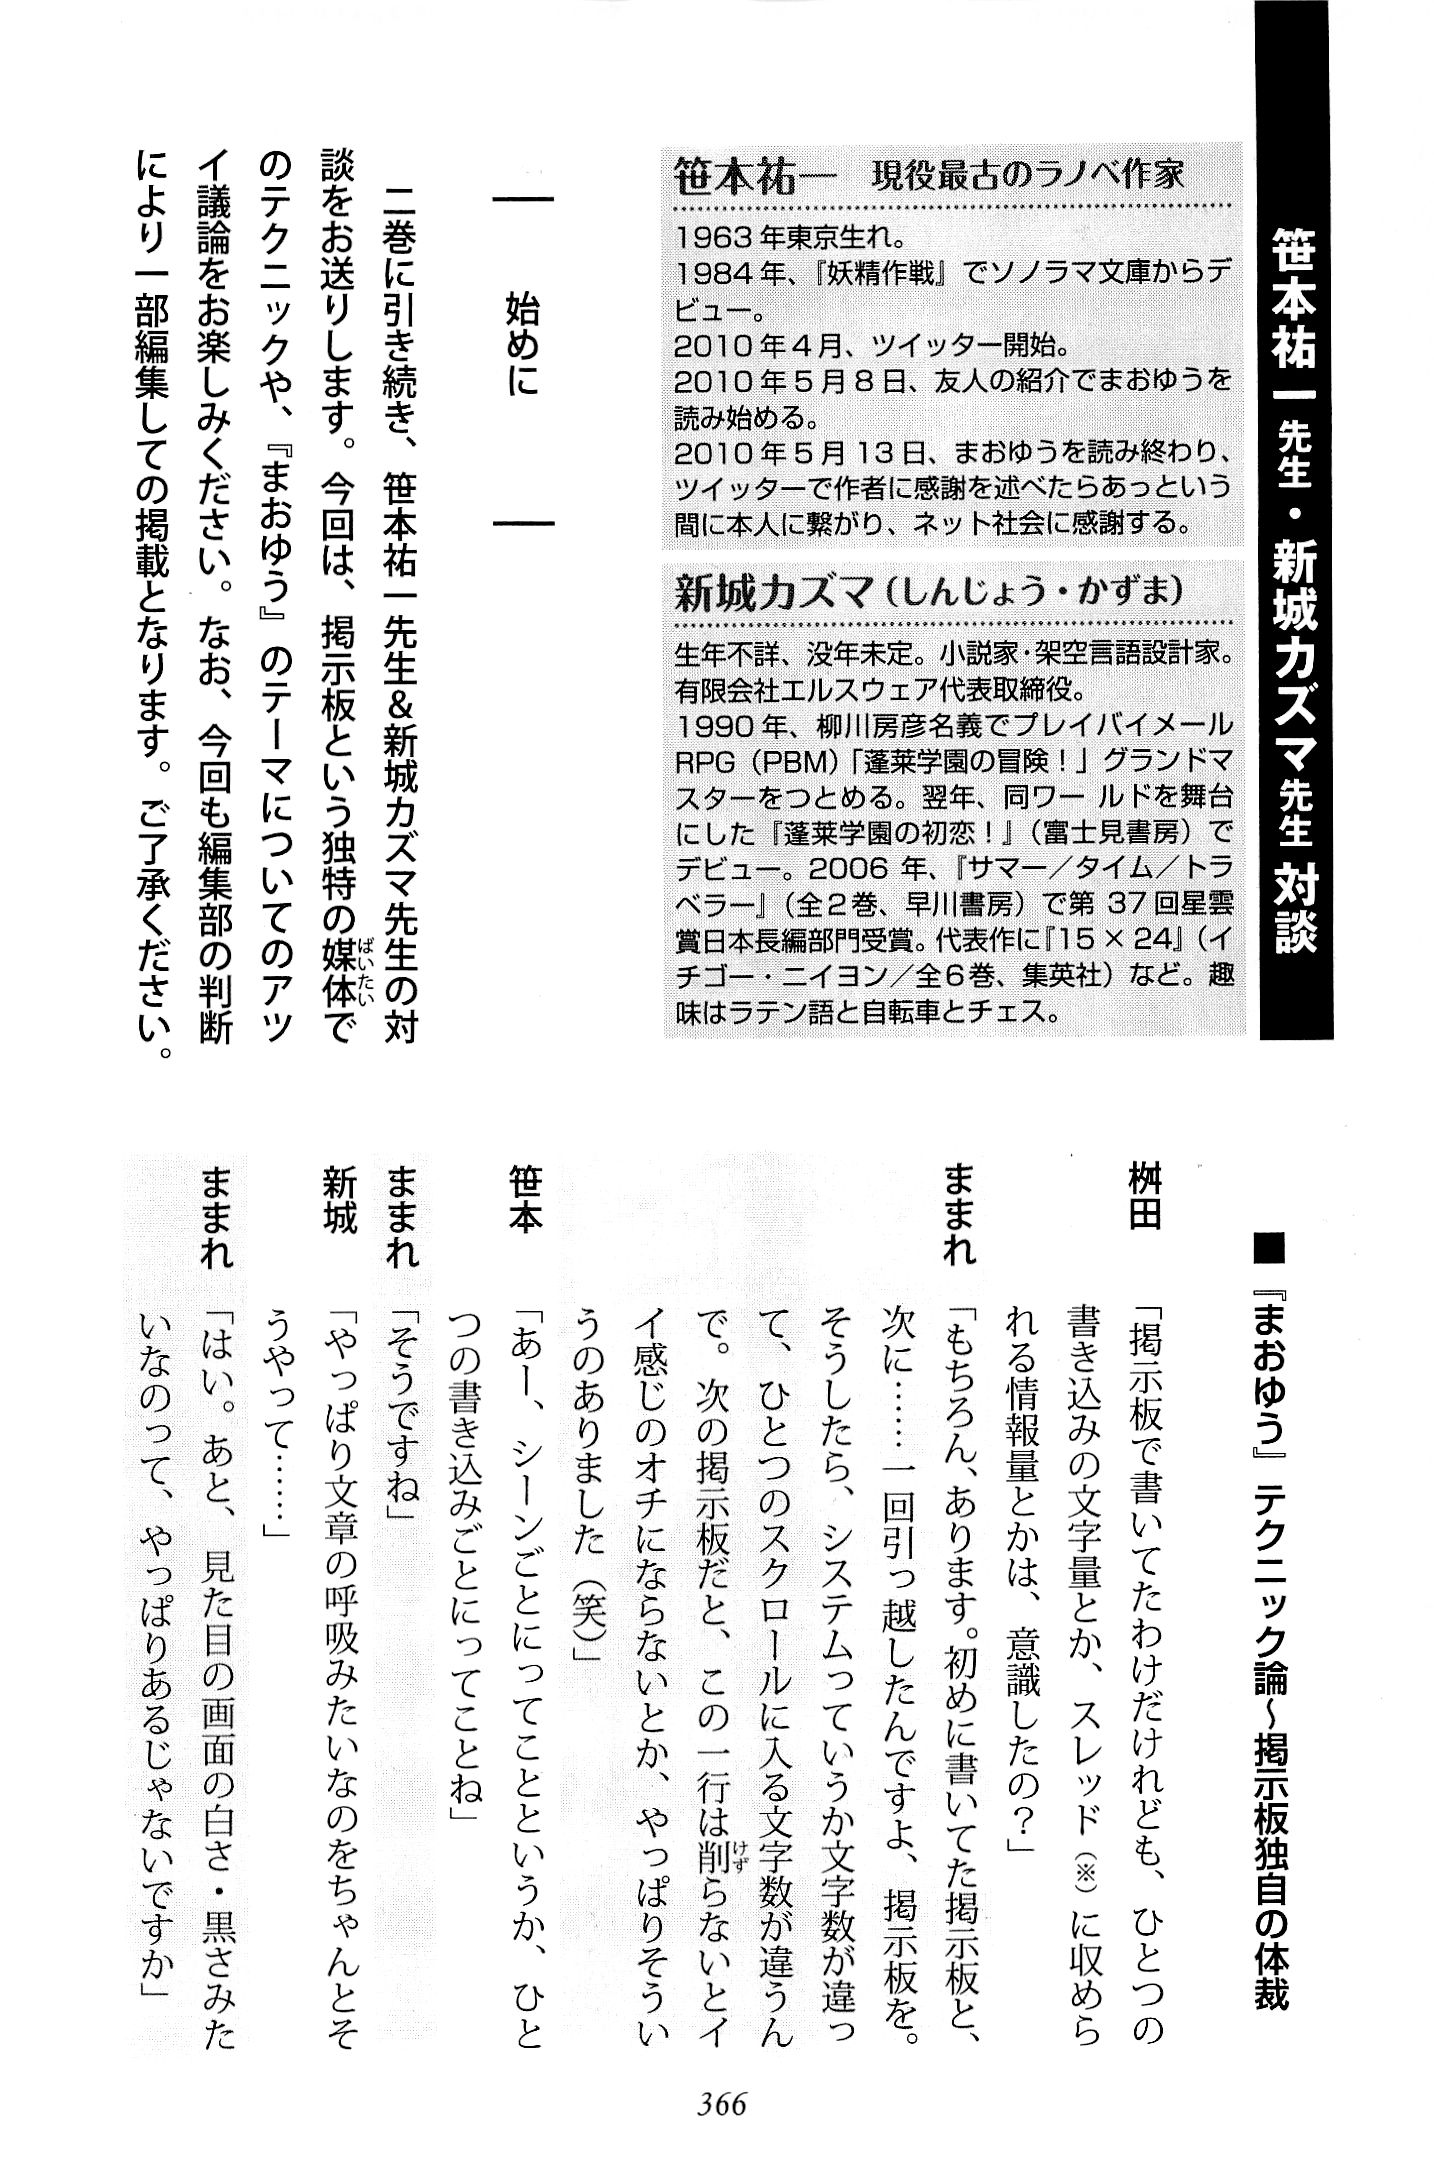 笹本祐一先生・新城カズマ先生 対談
笹本祐一　現役最古のラノベ作家
1963年東京生れ。
1984年、『妖精作戦』でソノラマ文庫からデ
ビュー。
2010年4月、ツイッター開始。
2010年5月8日、友人の紹介でまおゆうを
読み始める。
2010年5月13日、まおゆうを読み終わり、
ツイッターで作者に感謝を述べたらあっという
間に本人に繋がり、ネット社会に感謝する。
新城カズマ（しんじょう・かずま）
生年不詳、没年未定。小説家・架空言語設計家。
有限会社エルスウェア代表取締役。
1990年、柳川房彦名義でプレイバイメール
RPG（PBM）「蓬莱学園の冒険！」グランドマ
スターをつとめる。翌年、同ワー ルドを舞台
にした『蓬莱学園の初恋！』（富士見書房）で
デビュー。2006年、『サマー／タイム／トラ
ベラー』（全2巻、早川書房）で第37回星雲
賞日本長編部門受賞。代表作に『15×24』（イ
チゴー・ニイヨン／全6巻、集英社）など。趣
味はラテン語と自転車とチェス。
―　始めに　―
二巻に引き続き、笹本祐一先生＆新城カズマ先生の対
談をお送りします。今回は、掲示板という独特の媒体（ばいたい）で
のテクニックや、『まおゆう』のテーマについてのアツ
イ議論をお楽しみください。なお、今回も編集部の判断
により一部編集しての掲載となります。ご了承ください。
■『まおゆう』テクニック論～掲示板独自の体裁
桝田「掲示板で書いてたわけだけれども、ひとつの
書き込みの文字量とか、スレッド（※）に収めら
れる情報量とかは、意識したの？」
ままれ「もちろん、あります。初めに書いてた掲示板と、
次に……一回引っ越したんですよ、掲示板を。
そうしたら、システムっていうか文字数が違っ
て、ひとつのスクロールに入る文字数が違うん
で。次の掲示板だと、この一行は削（けず）らないとイ
イ感じのオチにならないとか、やっぱりそうい
うのありました（笑）」
笹本「あー、シーンごとにってことというか、ひと
つの書き込みごとにってことね」
ままれ「そうですね」
新城「やっぱり文章の呼吸みたいなのをちゃんとそ
うやって……」
ままれ「はい。あと、見た目の画面の白さ・黒さみた
いなのって、やっぱりあるじゃないですか」
366